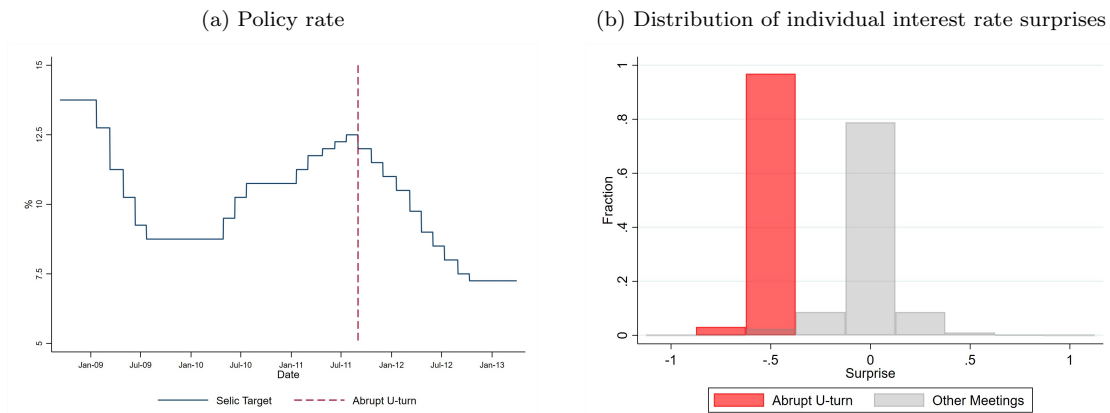 (a) Policy rate
15
12.5
10
7.5
5
%
Jan-09 Jul-09 Jan-10 Jul-10 Jan-11 Jul-11 Jan-12 Jul-12 Jan-13
Date
Selic Target Abrupt U-turn
(b) Distribution of individual interest rate surprises
1
.8
.6
.4
.2
0
Fraction
-1 -.5 0 .5 1
Surprise
Abrupt U-turn Other Meetings